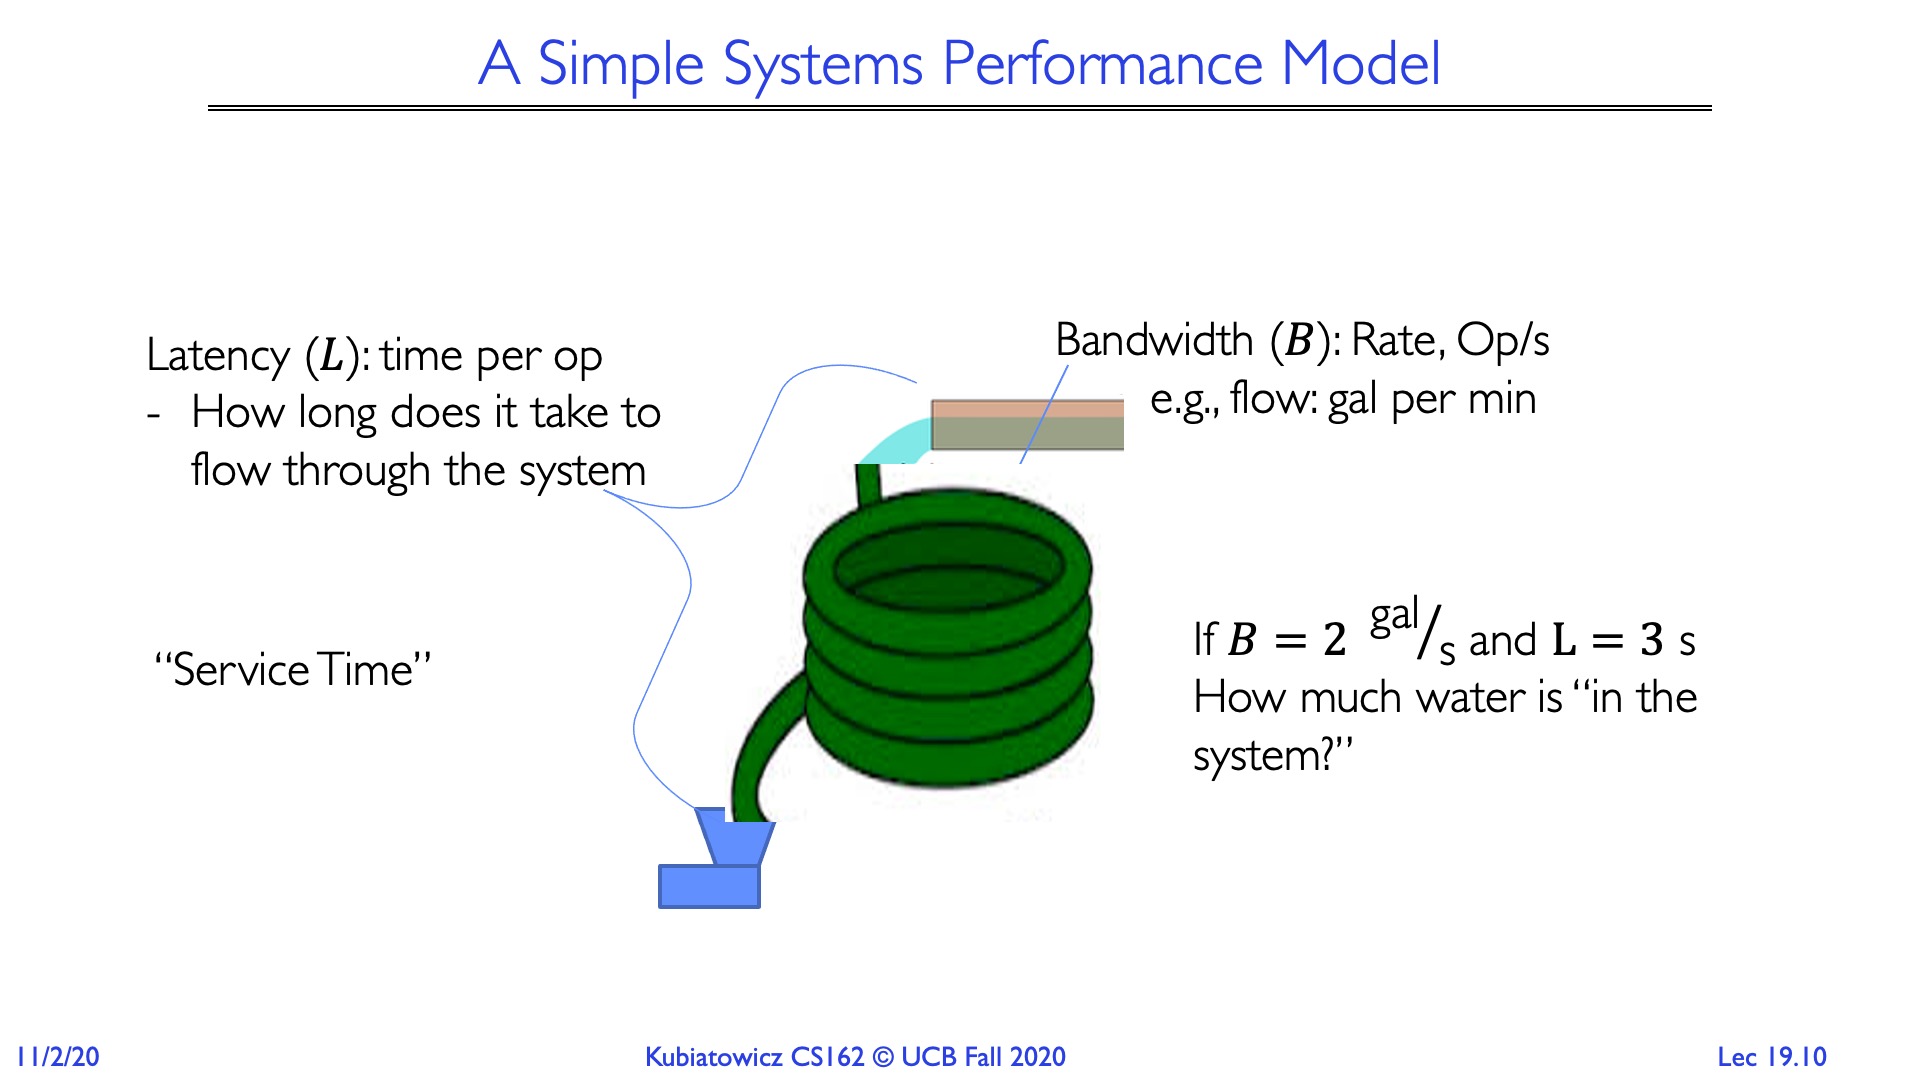 A Simple Systems Performance Model
Latency (L): time per op
- How long does it take to
flow through the system
Bandwidth (B): Rate, Op/s
e.g., flow: gal per min
“Service Time”
If B = 2 gal/s and L = 3 s
How much water is “in the
system?”
11/2/20
Kubiatowicz CS162 © UCB Fall 2020
Lec 19.10